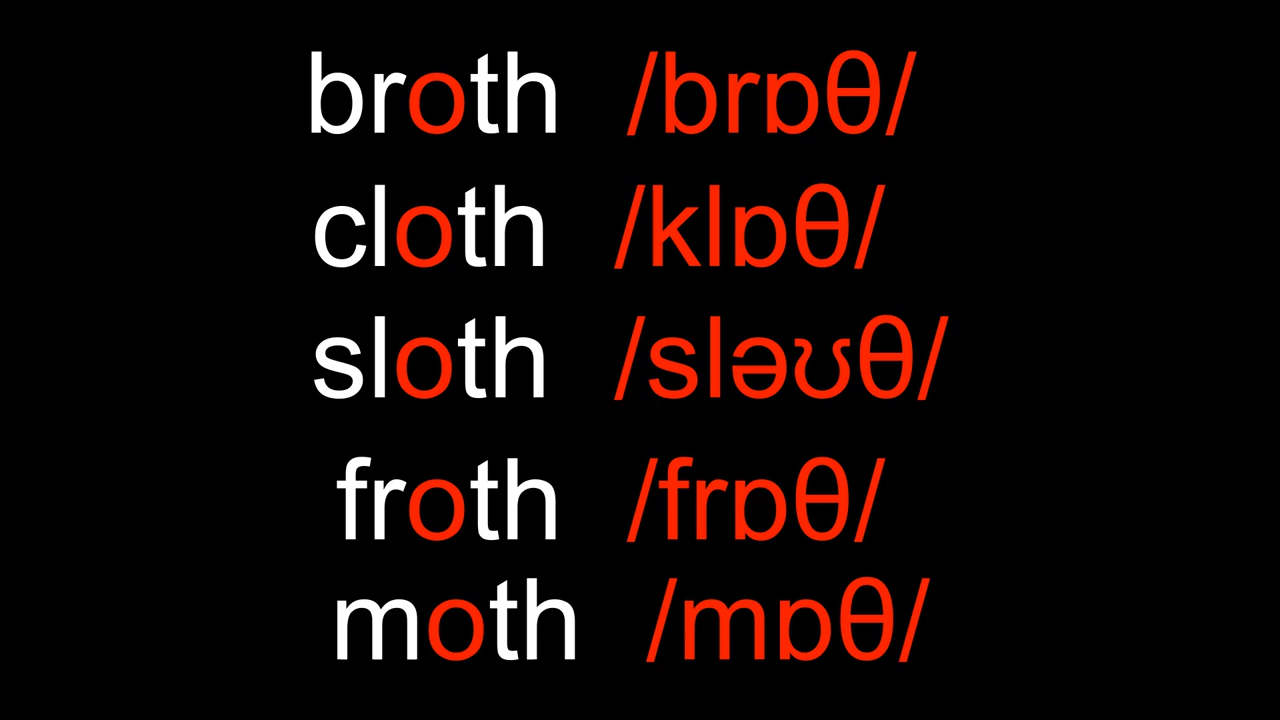 broth /brɒθ/
cloth /klɒθ/
sloth /sləʊθ/
froth /frɒθ/
moth /mɒθ/